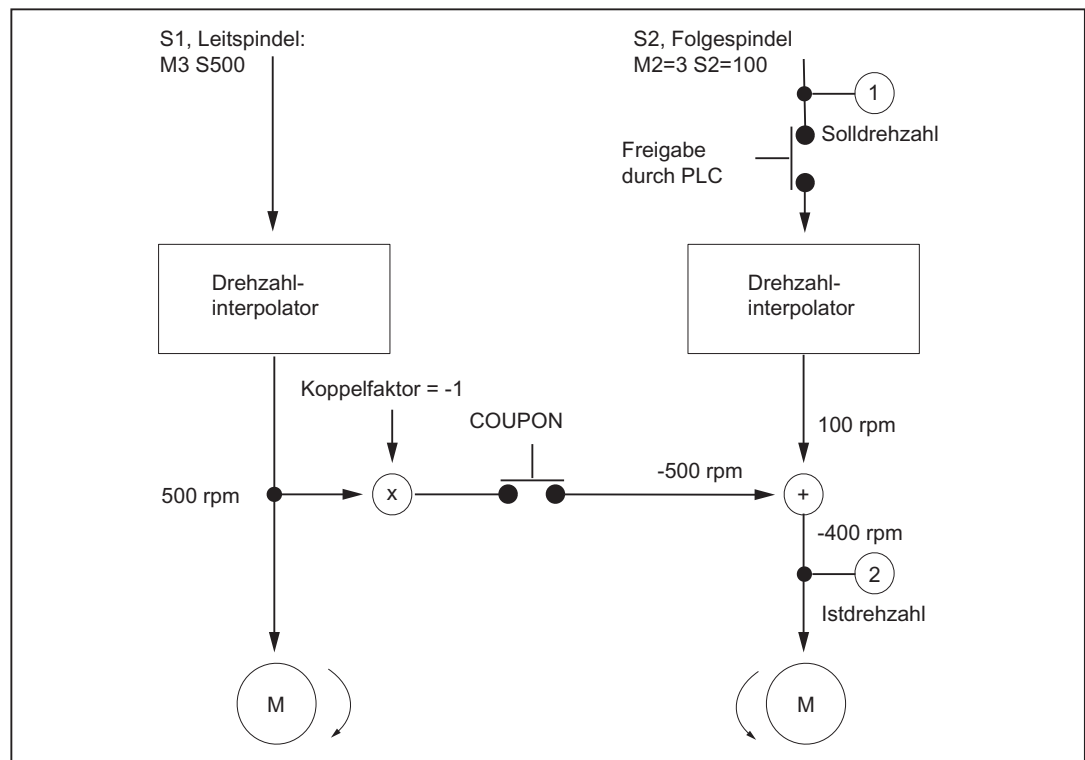 S1, Leitspindel:
M3 S500
S2, Folgespindel
M2=3 S2=100
1
Solldrehzahl
Freigabe
durch PLC
Drehzahl-
interpolator
Drehzahl-
interpolator
Koppelfaktor = -1
COUPON
100 rpm
-500 rpm
500 rpm
x
+
-400 rpm
2
Istdrehzahl
M
M